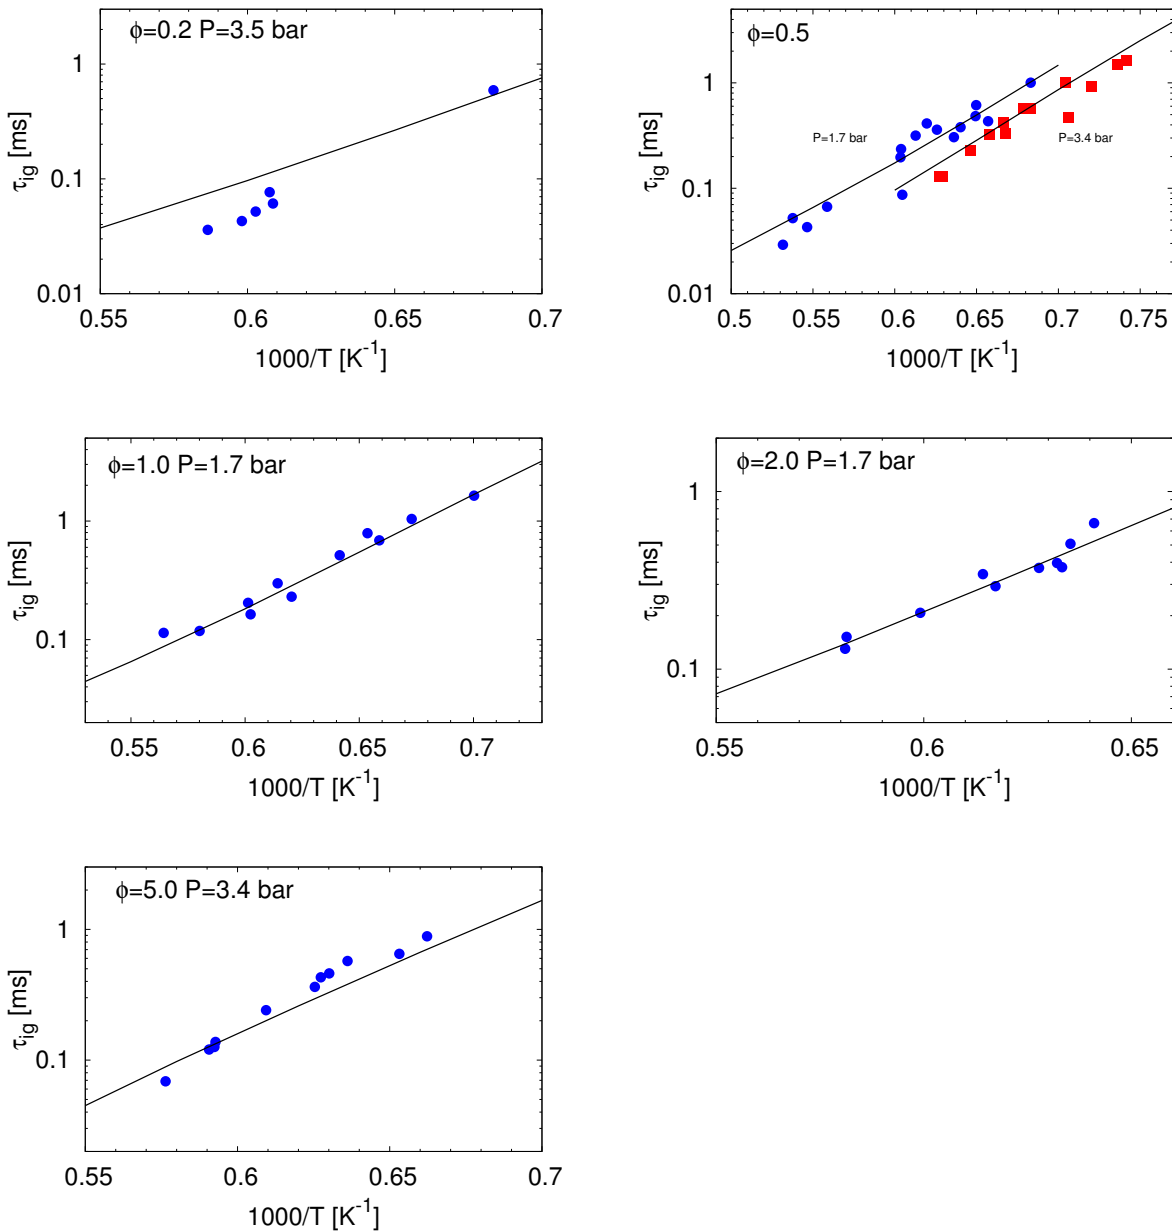 ϕ=0.2 P=3.5 bar
1
0.1
0.01
τig [ms]
0.55 0.6 0.65 0.7
1000/T [K-1]
ϕ=0.5
P=1.7 bar
P=3.4 bar
1
0.1
0.01
τig [ms]
0.5 0.55 0.6 0.65 0.7 0.75
1000/T [K-1]
ϕ=1.0 P=1.7 bar
1
0.1
τig [ms]
0.55 0.6 0.65 0.7
1000/T [K-1]
ϕ=2.0 P=1.7 bar
1
0.1
τig [ms]
0.55 0.6 0.65
1000/T [K-1]
ϕ=5.0 P=3.4 bar
1
0.1
τig [ms]
0.55 0.6 0.65 0.7
1000/T [K-1]